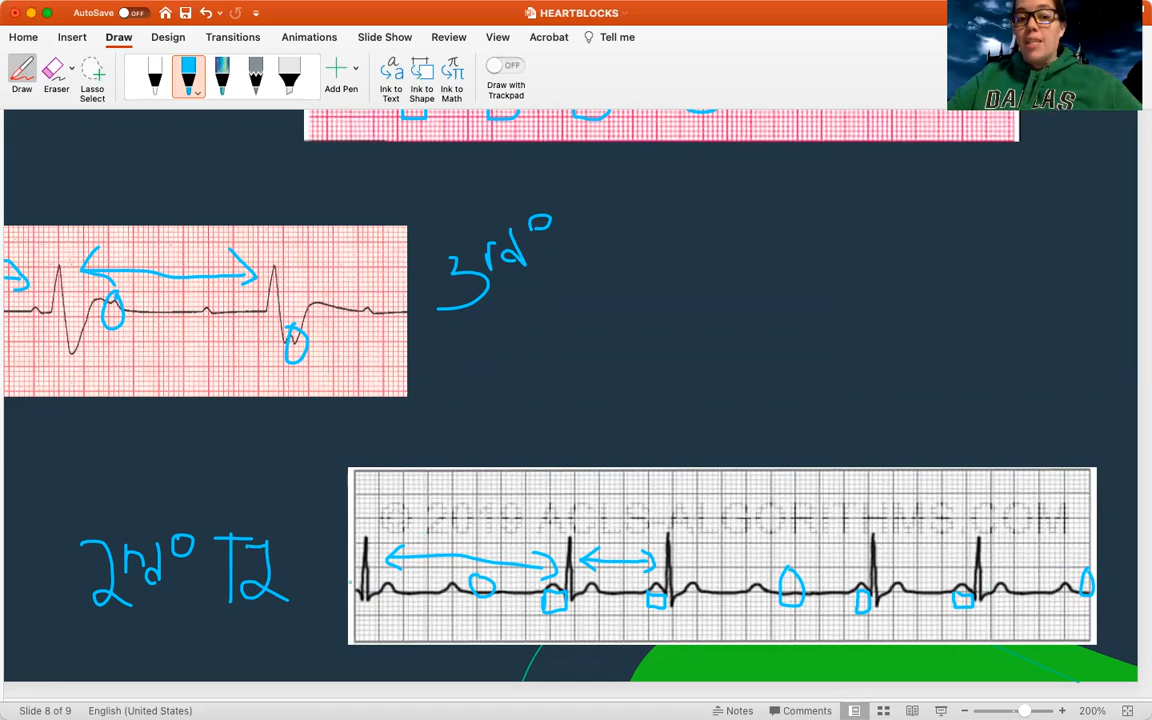 AutoSave OFF HEARTBLOCKS
Home Insert Draw Design Transitions Animations Slide Show Review View Acrobat Tell me
Draw Eraser Lasso Select Add Pen Ink to Text Ink to Shape Ink to Math OFF Draw with Trackpad
DALLAS
3rd°
© 2019 ACLS-ALGORITHMS.COM
2nd° T2
Slide 8 of 9 English (United States) Notes Comments 200%